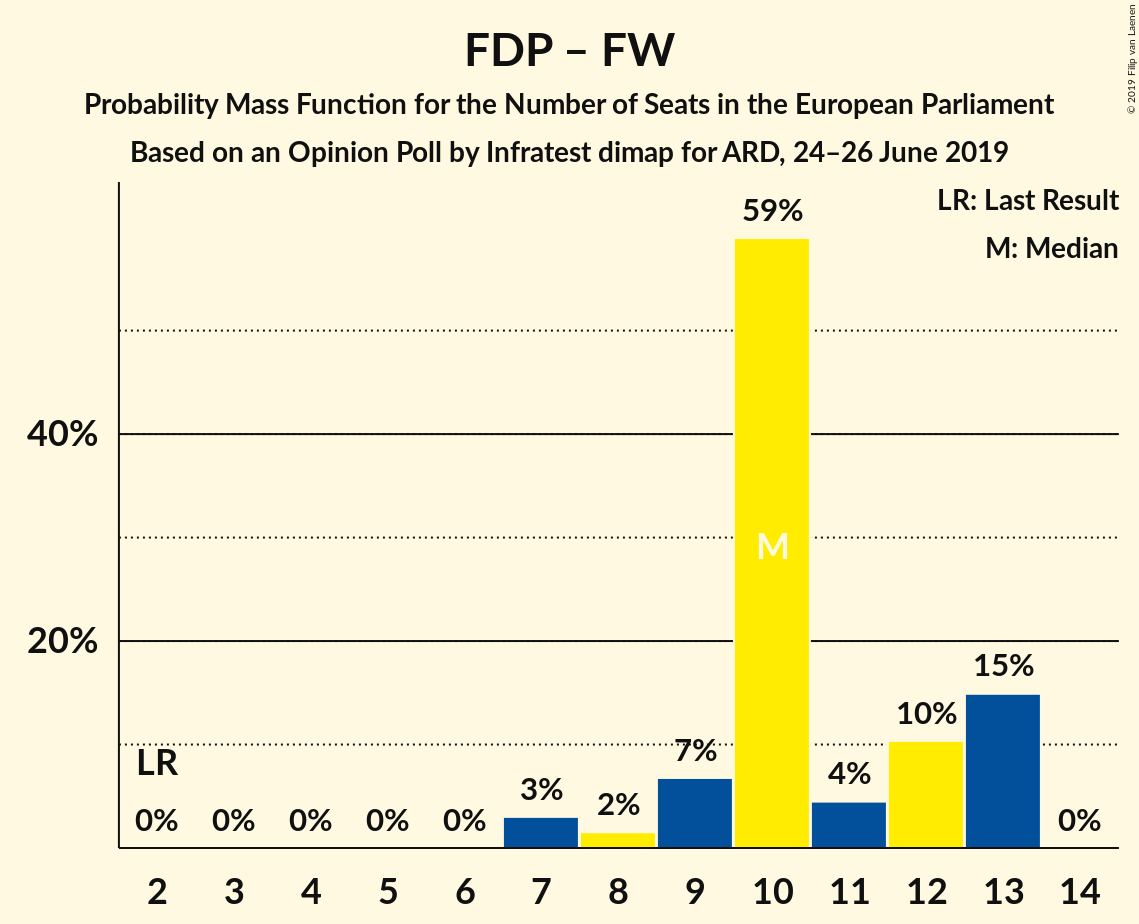 FDP – FW
Probability Mass Function for the Number of Seats in the European Parliament
Based on an Opinion Poll by Infratest dimap for ARD, 24–26 June 2019
© 2019 Filip van Laenen
LR: Last Result
M: Median
59%
40%
M
20%
15%
10%
7%
LR
4%
3%
2%
0% 0% 0% 0% 0% 0%
2 3 4 5 6 7 8 9 10 11 12 13 14